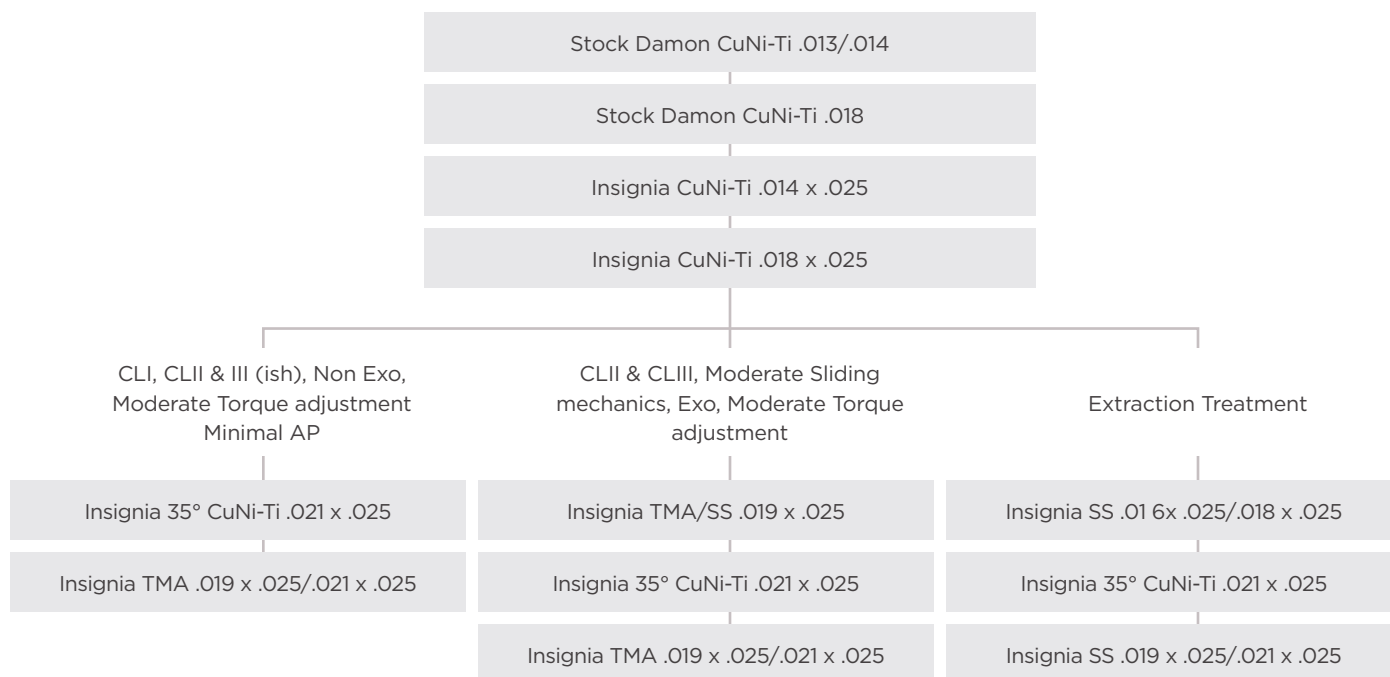 Stock Damon CuNi-Ti .013/.014
Stock Damon CuNi-Ti .018
Insignia CuNi-Ti .014 x .025
Insignia CuNi-Ti .018 x .025
CLI, CLII & III (ish), Non Exo,
Moderate Torque adjustment
Minimal AP
CLII & CLIII, Moderate Sliding
mechanics, Exo, Moderate Torque
adjustment
Extraction Treatment
Insignia 35° CuNi-Ti .021 x .025
Insignia TMA .019 x .025/.021 x .025
Insignia TMA/SS .019 x .025
Insignia 35° CuNi-Ti .021 x .025
Insignia TMA .019 x .025/.021 x .025
Insignia SS .01 6x .025/.018 x .025
Insignia 35° CuNi-Ti .021 x .025
Insignia SS .019 x .025/.021 x .025